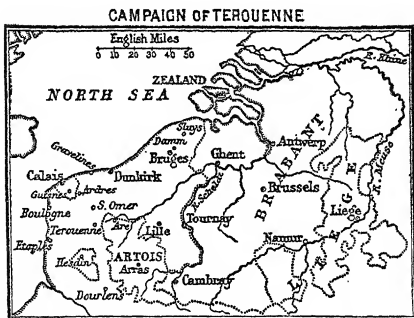 CAMPAIGN OF TEROUENNE
English Miles
0 10 20 30 40 50
ZEALAND
R. Rhine
NORTH SEA
Sluys
Damm
Bruges
Antwerp
Gravelines
Ghent
BRABANT
Calais
Dunkirk
R. Meuse
Guisnes
Ardres
R. Scheldt
Brussels
Boulogne
S. Omer
Liege
Terouenne
Aire
Lille
Tournay
LIEGE
Etaples
Namur
ARTOIS
Hesdin
Arras
Cambray
Dourlens